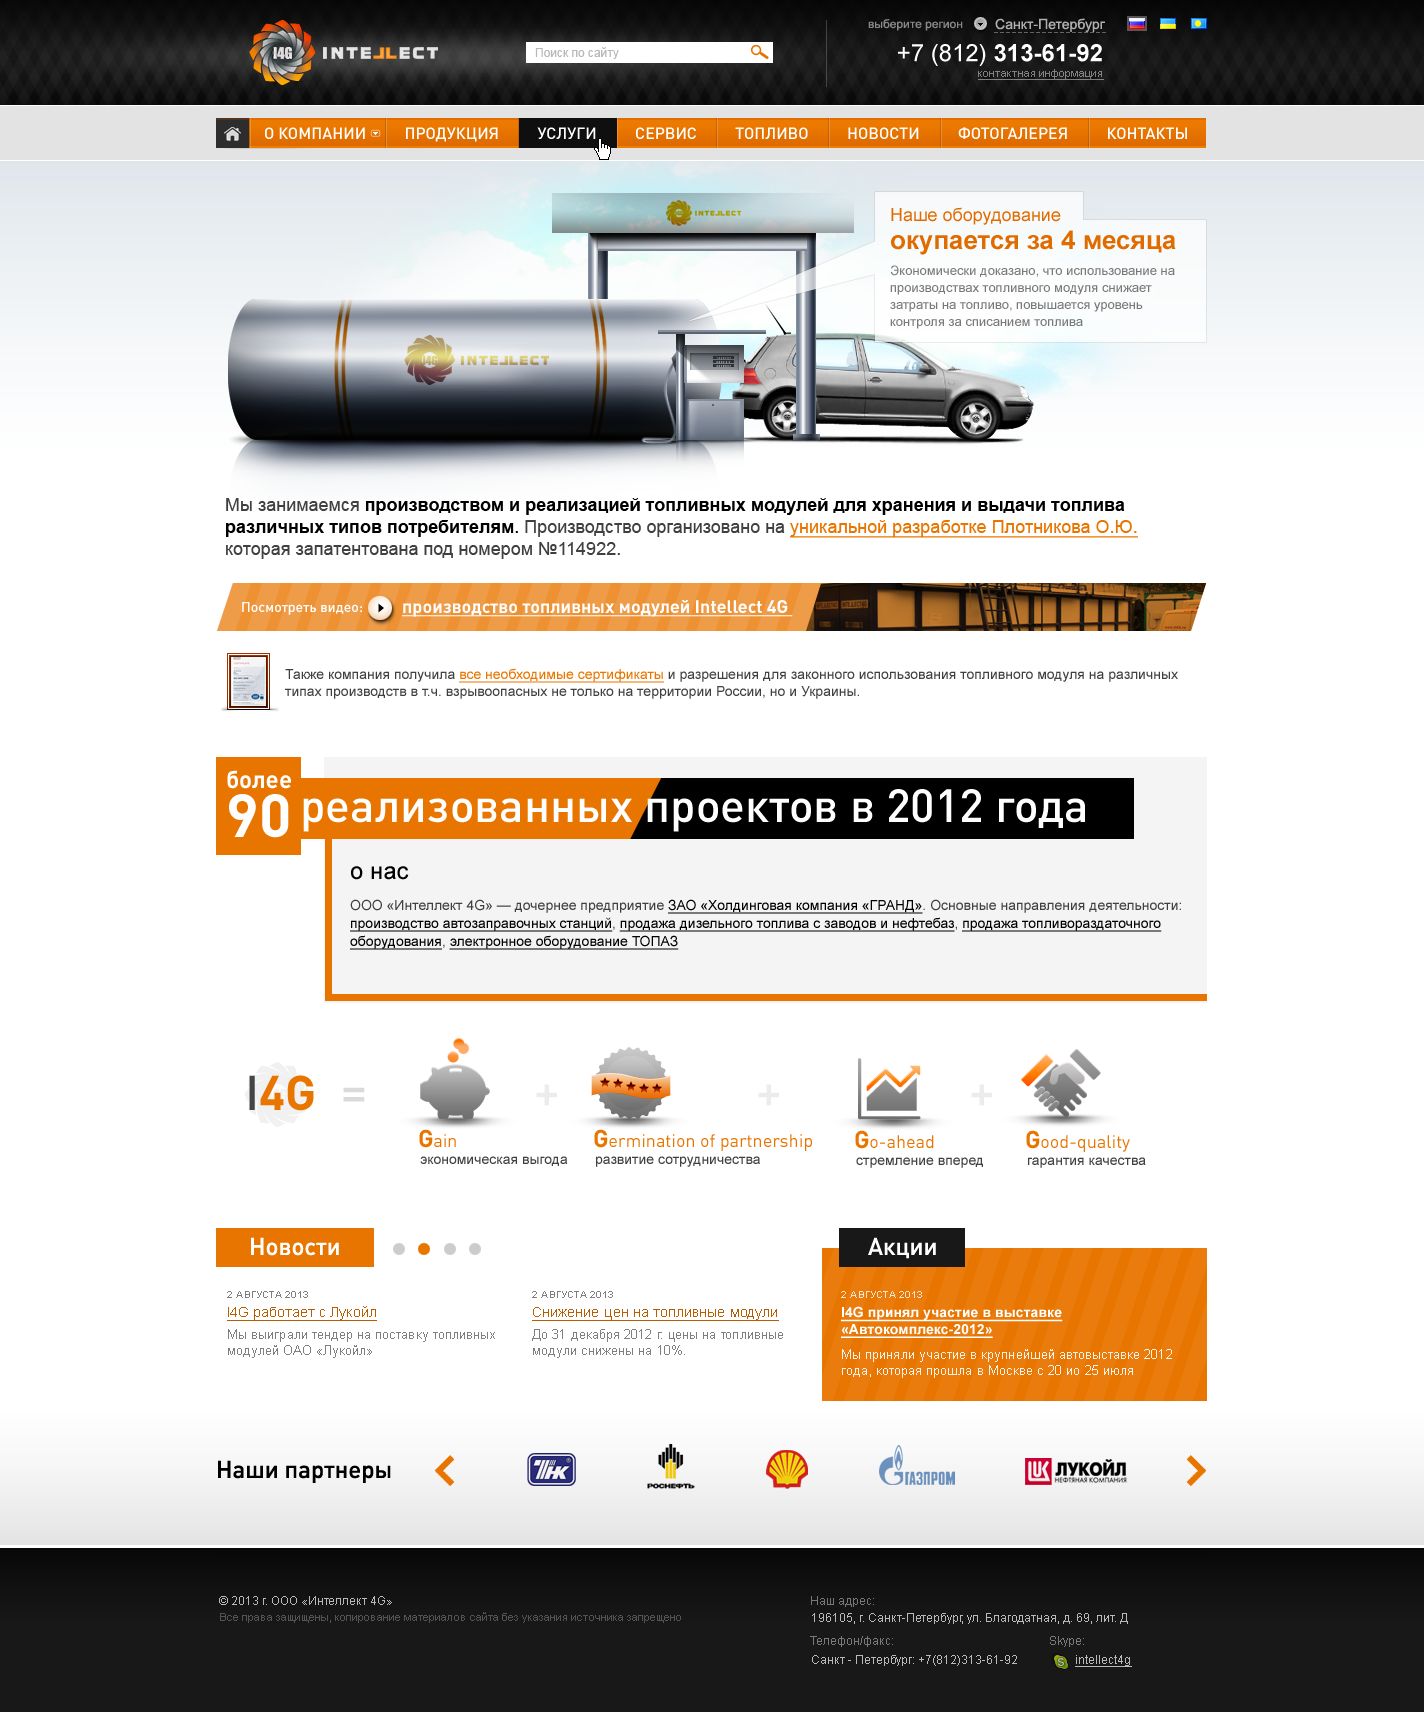 I4G INTELLECT
Поиск по сайту
выберите регион Санкт-Петербург
+7 (812) 313-61-92
контактная информация
О КОМПАНИИ ПРОДУКЦИЯ УСЛУГИ СЕРВИС ТОПЛИВО НОВОСТИ ФОТОГАЛЕРЕЯ КОНТАКТЫ
INTELLECT
Наше оборудование
окупается за 4 месяца
Экономически доказано, что использование на
производствах топливного модуля снижает
затраты на топливо, повышается уровень
контроля за списанием топлива
I4G INTELLECT
Мы занимаемся производством и реализацией топливных модулей для хранения и выдачи топлива
различных типов потребителям. Производство организовано на уникальной разработке Плотникова О.Ю.
которая запатентована под номером №114922.
Посмотреть видео: производство топливных модулей Intellect 4G
Также компания получила все необходимые сертификаты и разрешения для законного использования топливного модуля на различных
типах производств в т.ч. взрывоопасных не только на территории России, но и Украины.
более
90 реализованных проектов в 2012 года
о нас
ООО «Интеллект 4G» — дочернее предприятие ЗАО «Холдинговая компания «ГРАНД». Основные направления деятельности:
производство автозаправочных станций, продажа дизельного топлива с заводов и нефтебаз, продажа топливораздаточного
оборудования, электронное оборудование ТОПАЗ
I4G = + + +
Gain Germination of partnership Go-ahead Good-quality
экономическая выгода развитие сотрудничества стремление вперед гарантия качества
Новости
Акции
2 АВГУСТА 2013
I4G работает с Лукойл
Мы выиграли тендер на поставку топливных
модулей ОАО «Лукойл»
2 АВГУСТА 2013
Снижение цен на топливные модули
До 31 декабря 2012 г. цены на топливные
модули снижены на 10%.
2 АВГУСТА 2013
I4G принял участие в выставке
«Автокомплекс-2012»
Мы приняли участие в крупнейшей автовыставке 2012
года, которая прошла в Москве с 20 ио 25 июля
Наши партнеры
ТНК
РОСНЕФТЬ
ГАЗПРОМ
ЛУКОЙЛ
НЕФТЯНАЯ КОМПАНИЯ
© 2013 г. ООО «Интеллект 4G»
Все права защищены, копирование материалов сайта без указания источника запрещено
Наш адрес:
196105, г. Санкт-Петербург, ул. Благодатная, д. 69, лит. Д
Телефон/факс:
Санкт - Петербург: +7(812)313-61-92
Skype:
intellect4g